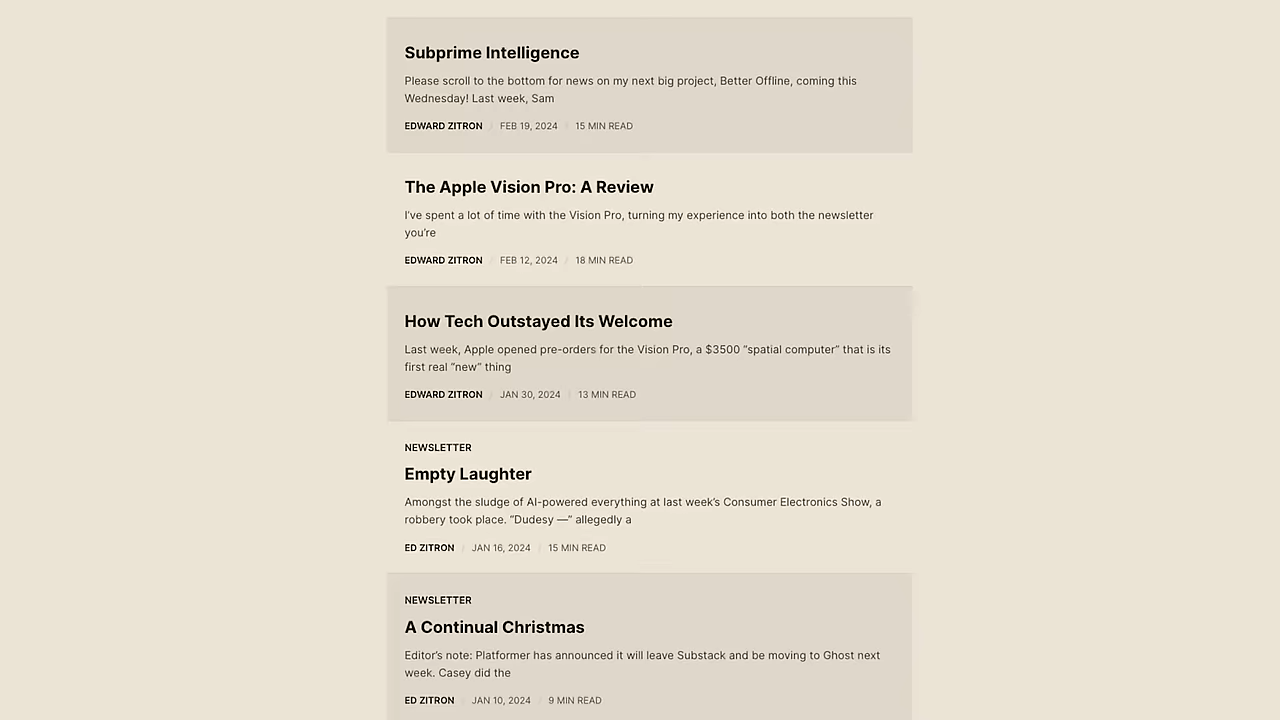 Subprime Intelligence
Please scroll to the bottom for news on my next big project, Better Offline, coming this
Wednesday! Last week, Sam
EDWARD ZITRON / FEB 19, 2024 / 15 MIN READ
The Apple Vision Pro: A Review
I’ve spent a lot of time with the Vision Pro, turning my experience into both the newsletter
you’re
EDWARD ZITRON / FEB 12, 2024 / 18 MIN READ
How Tech Outstayed Its Welcome
Last week, Apple opened pre-orders for the Vision Pro, a $3500 “spatial computer” that is its
first real “new” thing
EDWARD ZITRON / JAN 30, 2024 / 13 MIN READ
NEWSLETTER
Empty Laughter
Amongst the sludge of AI-powered everything at last week’s Consumer Electronics Show, a
robbery took place. “Dudesy —” allegedly a
ED ZITRON / JAN 16, 2024 / 15 MIN READ
NEWSLETTER
A Continual Christmas
Editor’s note: Platformer has announced it will leave Substack and be moving to Ghost next
week. Casey did the
ED ZITRON / JAN 10, 2024 / 9 MIN READ